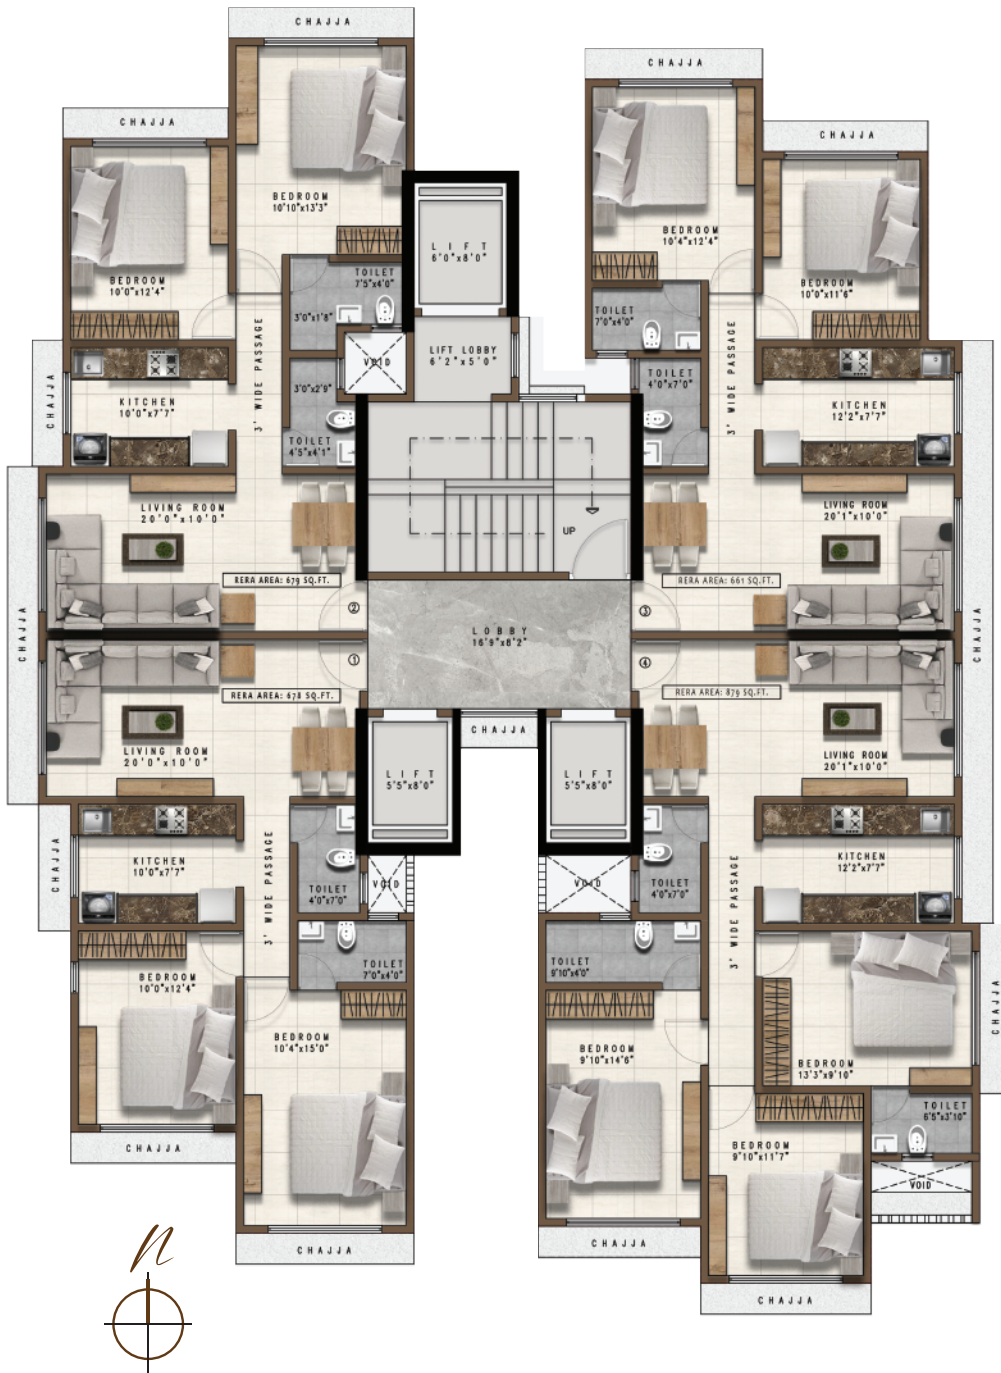 CHAJJA
CHAJJA
CHAJJA
CHAJJA
BEDROOM
10'10"x13'3"
BEDROOM
10'4"x12'4"
LIFT
6'0"x8'0"
BEDROOM
10'0"x12'4"
TOILET
7'5"x4'0"
BEDROOM
10'0"x11'6"
3'0"x1'8"
TOILET
7'0"x4'0"
LIFT LOBBY
6'2"x5'0"
VOID
3' WIDE PASSAGE
3' WIDE PASSAGE
CHAJJA
KITCHEN
10'0"x7'7"
3'0"x2'9"
TOILET
4'5"x4'1"
TOILET
4'0"x7'0"
KITCHEN
12'2"x7'7"
LIVING ROOM
20'0"x10'0"
LIVING ROOM
20'1"x10'0"
UP
RERA AREA: 679 SQ.FT.
RERA AREA: 661 SQ.FT.
2
3
CHAJJA
LOBBY
16'9"x8'2"
CHAJJA
1
4
RERA AREA: 678 SQ.FT.
RERA AREA: 879 SQ.FT.
CHAJJA
LIVING ROOM
20'0"x10'0"
LIVING ROOM
20'1"x10'0"
LIFT
5'5"x8'0"
LIFT
5'5"x8'0"
CHAJJA
KITCHEN
10'0"x7'7"
KITCHEN
12'2"x7'7"
3' WIDE PASSAGE
3' WIDE PASSAGE
TOILET
4'0"x7'0"
VOID
VOID
TOILET
4'0"x7'0"
TOILET
7'0"x4'0"
TOILET
9'10"x4'0"
BEDROOM
10'0"x12'4"
CHAJJA
BEDROOM
10'4"x15'0"
BEDROOM
9'10"x14'6"
BEDROOM
13'3"x9'10"
TOILET
6'5"x3'10"
CHAJJA
BEDROOM
9'10"x11'7"
VOID
CHAJJA
CHAJJA
CHAJJA
n